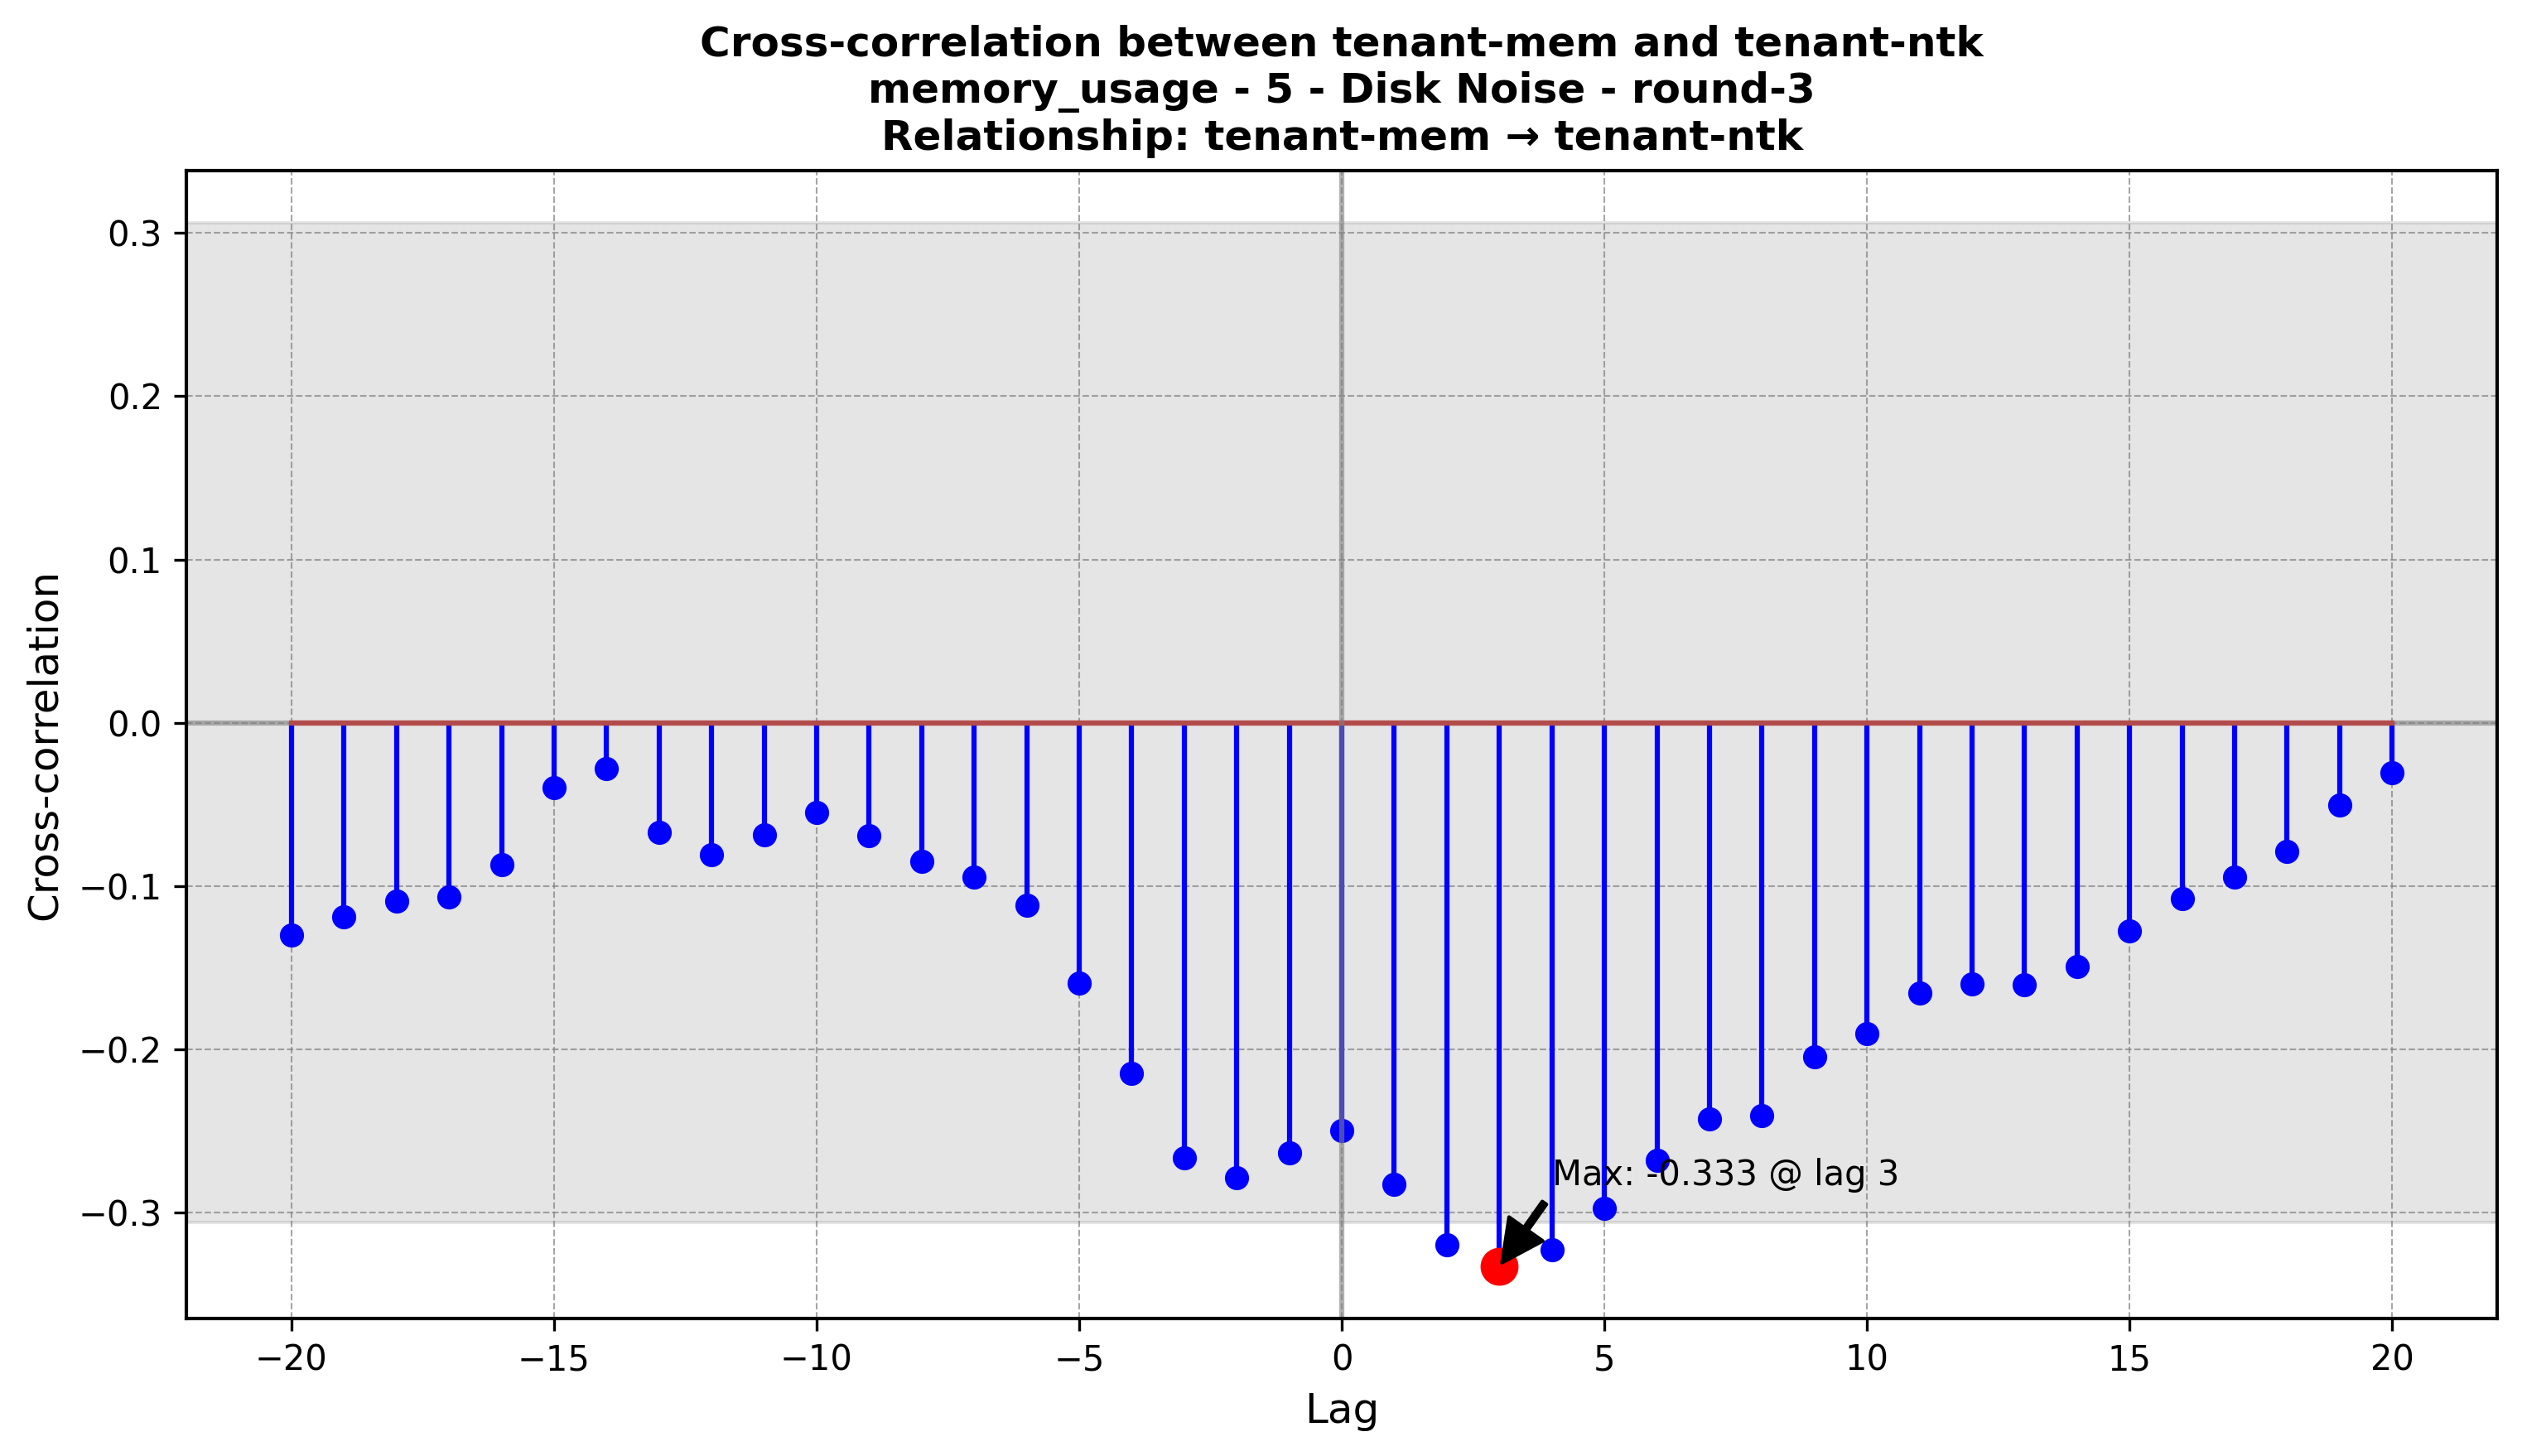 Cross-correlation between tenant-mem and tenant-ntk
memory_usage - 5 - Disk Noise - round-3
Relationship: tenant-mem → tenant-ntk
Cross-correlation
0.3
0.2
0.1
0.0
−0.1
−0.2
−0.3
Max: -0.333 @ lag 3
−20
−15
−10
−5
0
5
10
15
20
Lag